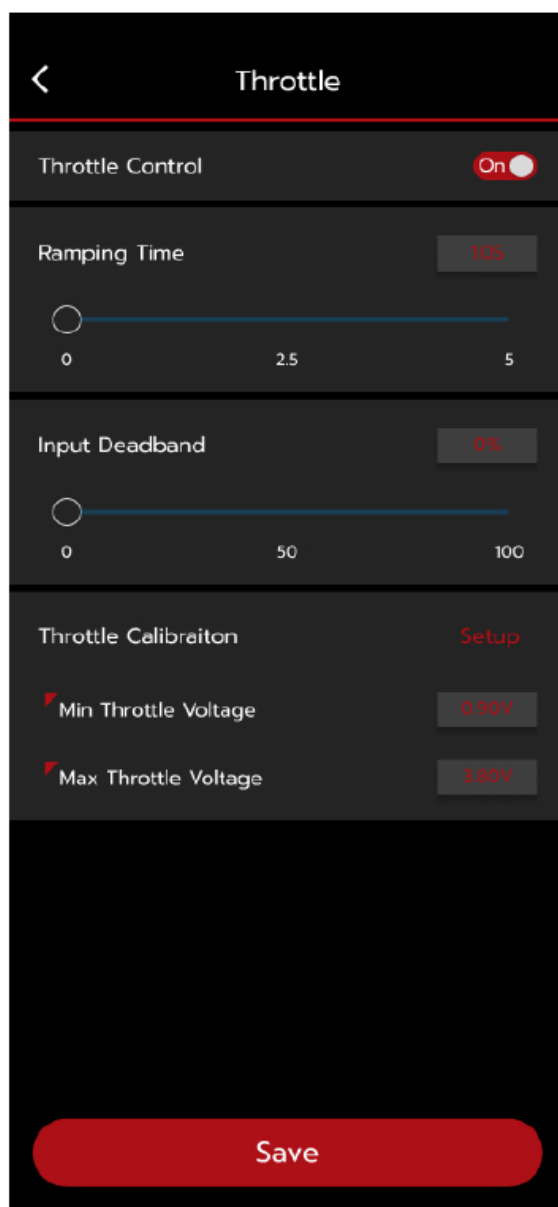 Throttle
Throttle Control On
Ramping Time 1.0S
0 2.5 5
Input Deadband 0%
0 50 100
Throttle Calibraiton Setup
Min Throttle Voltage 0.90V
Max Throttle Voltage 3.80V
Save